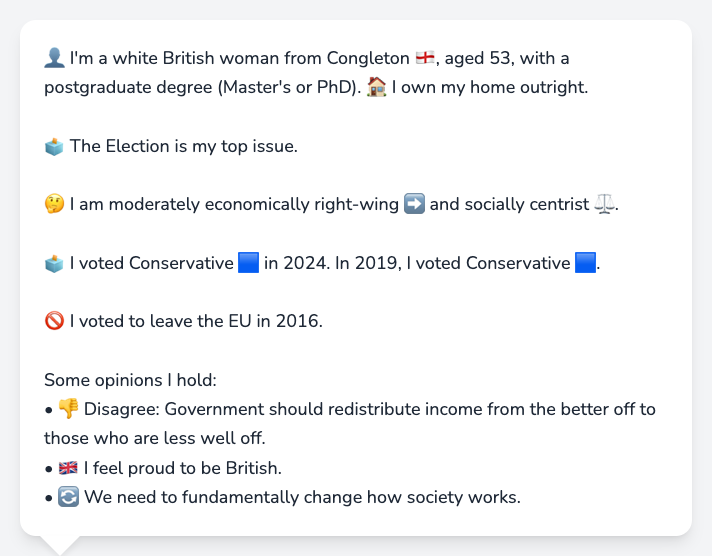 👤 I'm a white British woman from Congleton 🏴󠁧󠁢󠁥󠁮󠁧󠁿, aged 53, with a
postgraduate degree (Master's or PhD). 🏠 I own my home outright.
🗳️ The Election is my top issue.
🤔 I am moderately economically right-wing ➡️ and socially centrist ⚖️.
🗳️ I voted Conservative 🟦 in 2024. In 2019, I voted Conservative 🟦.
🚫 I voted to leave the EU in 2016.
Some opinions I hold:
• 👎 Disagree: Government should redistribute income from the better off to
those who are less well off.
• 🇬🇧 I feel proud to be British.
• 🔄 We need to fundamentally change how society works.